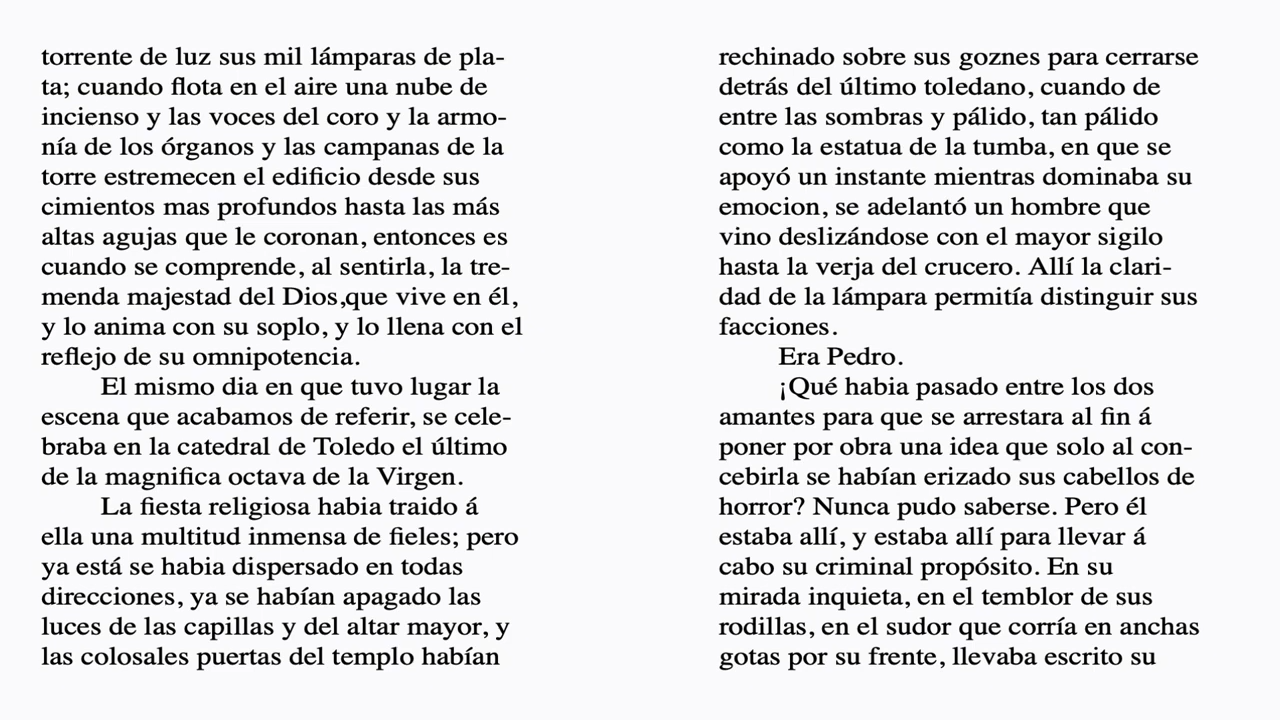 torrente de luz sus mil lámparas de pla-
ta; cuando flota en el aire una nube de
incienso y las voces del coro y la armo-
nía de los órganos y las campanas de la
torre estremecen el edificio desde sus
cimientos mas profundos hasta las más
altas agujas que le coronan, entonces es
cuando se comprende, al sentirla, la tre-
menda majestad del Dios,que vive en él,
y lo anima con su soplo, y lo llena con el
reflejo de su omnipotencia.
El mismo dia en que tuvo lugar la
escena que acabamos de referir, se cele-
braba en la catedral de Toledo el último
de la magnifica octava de la Virgen.
La fiesta religiosa habia traido á
ella una multitud inmensa de fieles; pero
ya está se habia dispersado en todas
direcciones, ya se habían apagado las
luces de las capillas y del altar mayor, y
las colosales puertas del templo habían
rechinado sobre sus goznes para cerrarse
detrás del último toledano, cuando de
entre las sombras y pálido, tan pálido
como la estatua de la tumba, en que se
apoyó un instante mientras dominaba su
emocion, se adelantó un hombre que
vino deslizándose con el mayor sigilo
hasta la verja del crucero. Allí la clari-
dad de la lámpara permitía distinguir sus
facciones.
Era Pedro.
¡Qué habia pasado entre los dos
amantes para que se arrestara al fin á
poner por obra una idea que solo al con-
cebirla se habían erizado sus cabellos de
horror? Nunca pudo saberse. Pero él
estaba allí, y estaba allí para llevar á
cabo su criminal propósito. En su
mirada inquieta, en el temblor de sus
rodillas, en el sudor que corría en anchas
gotas por su frente, llevaba escrito su